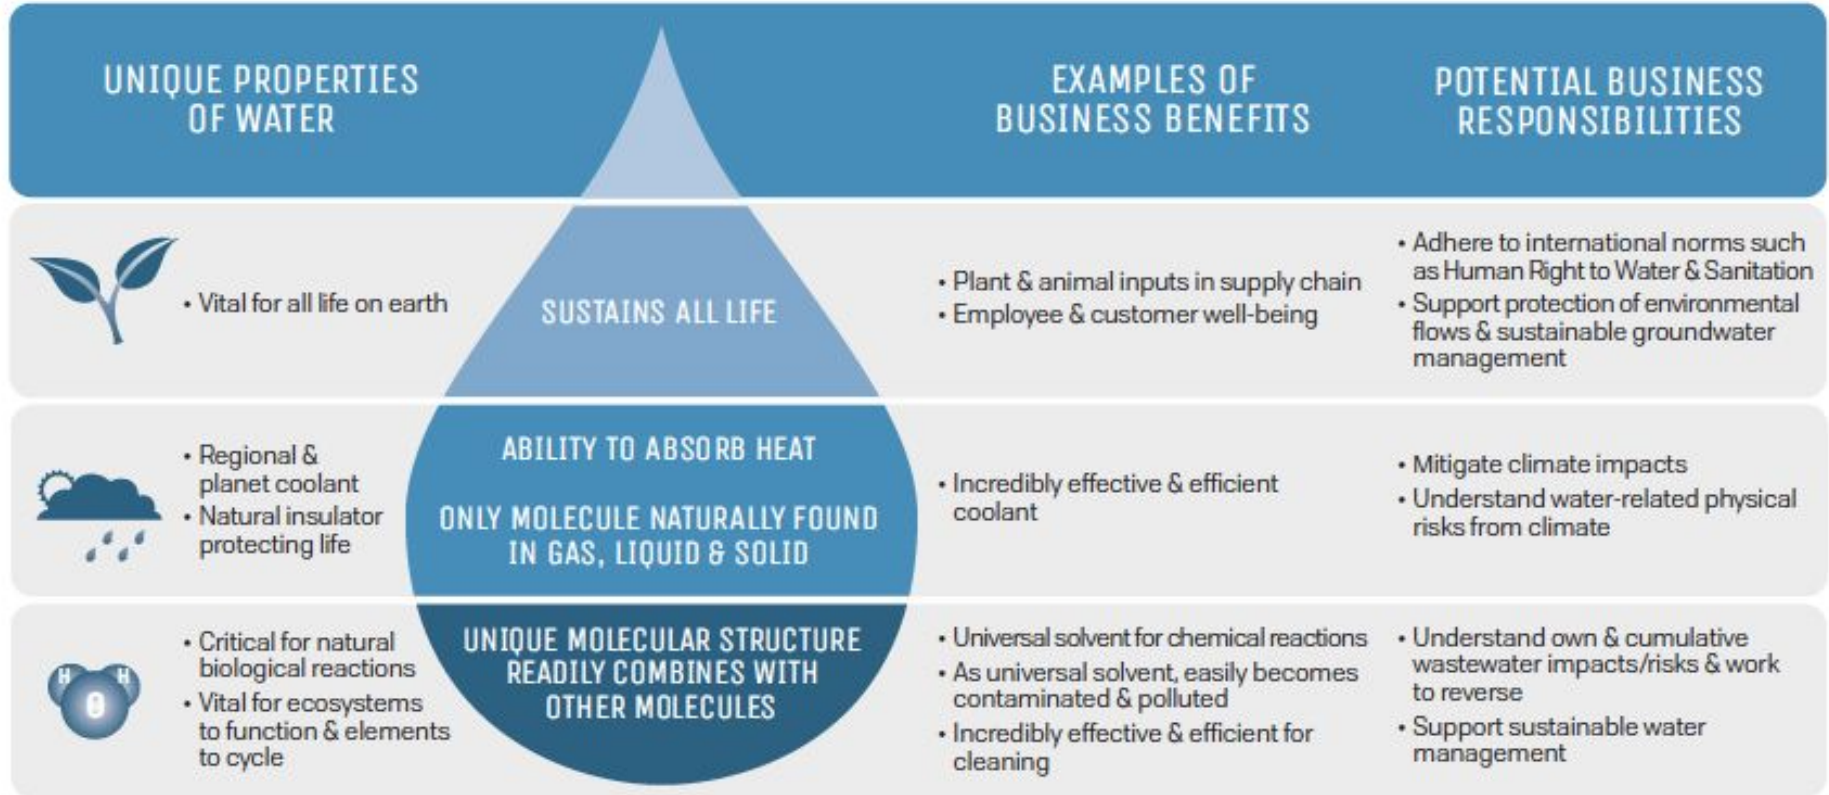 UNIQUE PROPERTIES
OF WATER
EXAMPLES OF
BUSINESS BENEFITS
POTENTIAL BUSINESS
RESPONSIBILITIES
• Vital for all life on earth
SUSTAINS ALL LIFE
• Plant & animal inputs in supply chain
• Employee & customer well-being
• Adhere to international norms such
as Human Right to Water & Sanitation
• Support protection of environmental
flows & sustainable groundwater
management
• Regional &
planet coolant
• Natural insulator
protecting life
ABILITY TO ABSORB HEAT
ONLY MOLECULE NATURALLY FOUND
IN GAS, LIQUID & SOLID
• Incredibly effective & efficient
coolant
• Mitigate climate impacts
• Understand water-related physical
risks from climate
H H
O
• Critical for natural
biological reactions
• Vital for ecosystems
to function & elements
to cycle
UNIQUE MOLECULAR STRUCTURE
READILY COMBINES WITH
OTHER MOLECULES
• Universal solvent for chemical reactions
• As universal solvent, easily becomes
contaminated & polluted
• Incredibly effective & efficient for
cleaning
• Understand own & cumulative
wastewater impacts/risks & work
to reverse
• Support sustainable water
management